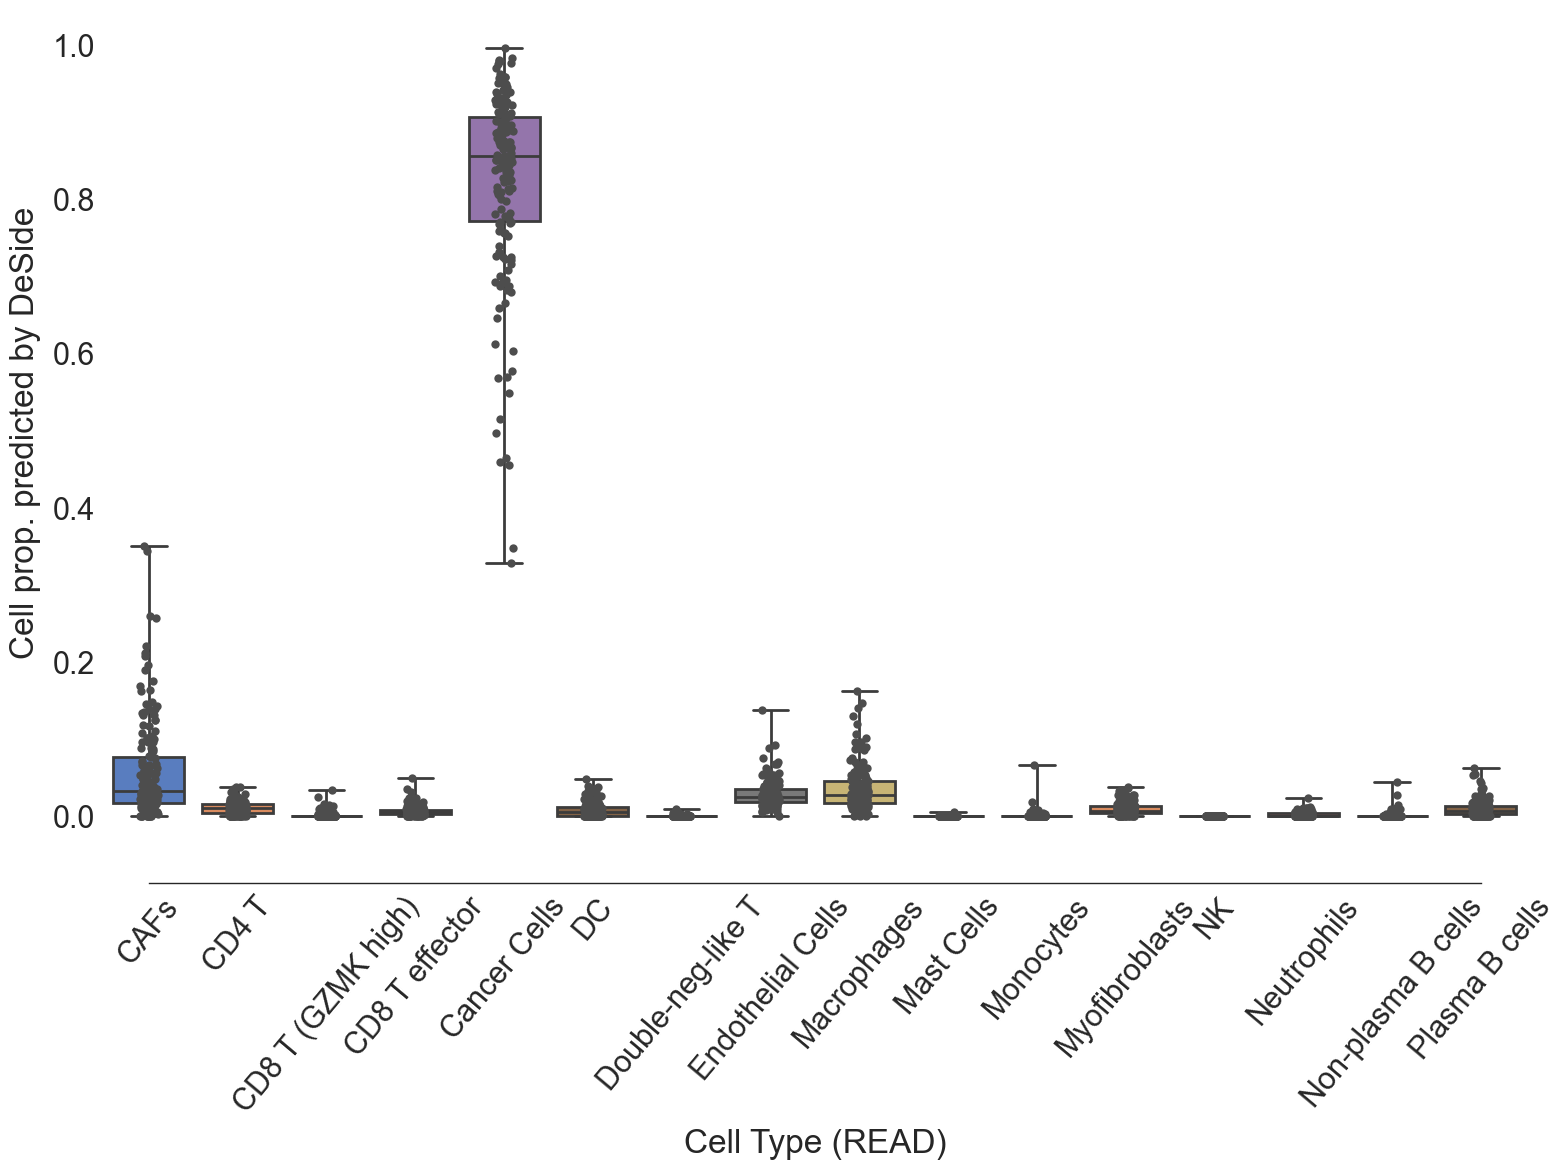 Cell prop. predicted by DeSide
1.0
0.8
0.6
0.4
0.2
0.0
CAFs
CD4 T
CD8 T (GZMK high)
CD8 T effector
Cancer Cells
DC
Double-neg-like T
Endothelial Cells
Macrophages
Mast Cells
Monocytes
Myofibroblasts
NK
Neutrophils
Non-plasma B cells
Plasma B cells
Cell Type (READ)